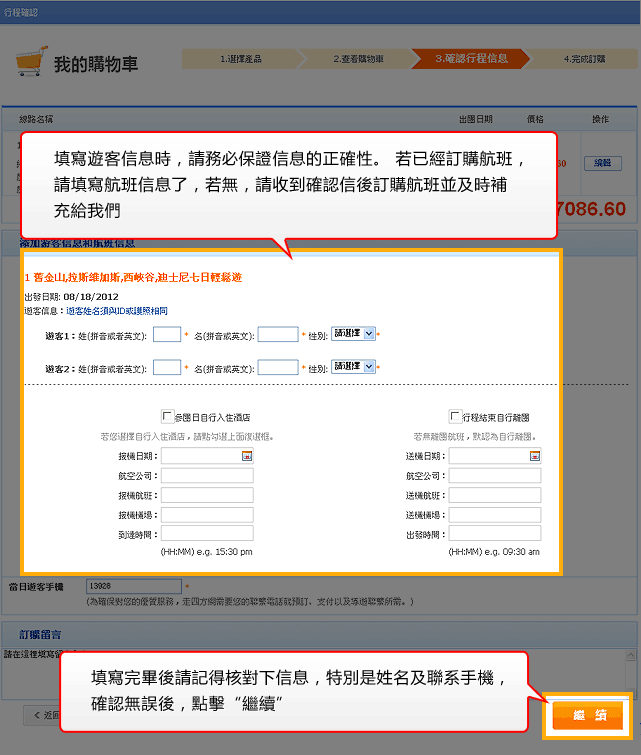 行程確認
我的購物車
1.選擇產品
2.查看購物車
3.確認行程信息
4.完成訂購
線路名稱
出團日期
價格
操作
填寫遊客信息時，請務必保證信息的正確性。 若已經訂購航班，
請填寫航班信息了，若無，請收到確認信後訂購航班並及時補
充給我們
編輯
7086.60
添加遊客信息和航班信息
1 舊金山,拉斯維加斯,西峽谷,迪士尼七日輕鬆遊
出發日期: 08/18/2012
遊客信息：遊客姓名須與ID或護照相同
遊客1：姓(拼音或者英文): * 名(拼音或英文): * 性別: 請選擇 *
遊客2：姓(拼音或者英文): * 名(拼音或英文): * 性別: 請選擇 *
參團日自行入住酒店
若您選擇自行入住酒店，請點勾選上面復選框。
接機日期：
航空公司：
接機航班：
接機機場：
到達時間：
(HH:MM) e.g. 15:30 pm
行程結束自行離團
若無離團航班，默認為自行離團。
送機日期：
航空公司：
送機航班：
送機機場：
出發時間：
(HH:MM) e.g. 09:30 am
當日遊客手機 13928 *
(為確保對您的優質服務，走四方網需要您的聯繫電話就預訂、支付以及導遊聯繫所需。)
訂購留言
請在這裡填寫留
填寫完畢後請記得核對下信息，特別是姓名及聯系手機，
確認無誤後，點擊“繼續”
< 返回
繼 續